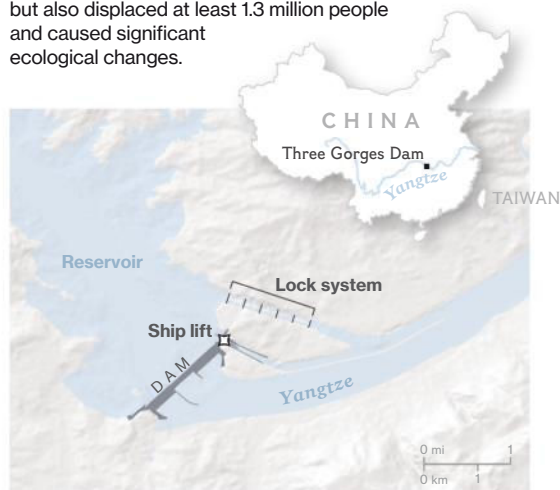 but also displaced at least 1.3 million people
and caused significant
ecological changes.
CHINA
Three Gorges Dam
Yangtze
TAIWAN
Reservoir
Lock system
Ship lift
DAM
Yangtze
0 mi 1
0 km 1